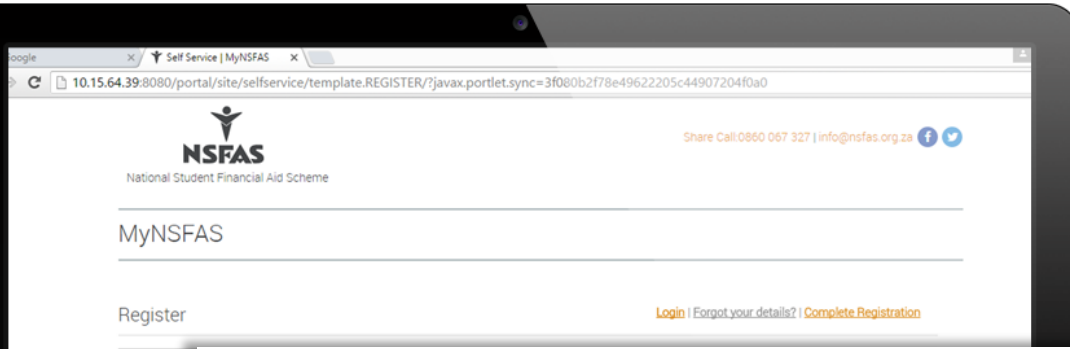 oogle
Self Service | MyNSFAS
10.15.64.39:8080/portal/site/selfservice/template.REGISTER/?javax.portlet.sync=3f080b2f78e49622205c44907204f0a0
NSFAS
National Student Financial Aid Scheme
Share Call:0860 067 327 | info@nsfas.org.za
MyNSFAS
Register
Login | Forgot your details? | Complete Registration